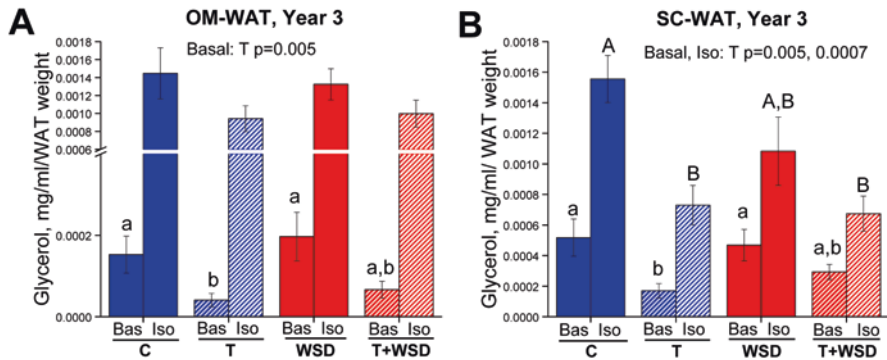 A
OM-WAT, Year 3
Basal: T p=0.005
Glycerol, mg/ml/WAT weight
0.0018
0.0016
0.0014
0.0012
0.0010
0.0008
0.0006
0.0002
0.0000
a
b
a
a,b
Bas Iso Bas Iso Bas Iso Bas Iso
C T WSD T+WSD
B
SC-WAT, Year 3
Basal, Iso: T p=0.005, 0.0007
Glycerol, mg/ml/ WAT weight
0.0018
0.0016
0.0014
0.0012
0.0010
0.0008
0.0006
0.0004
0.0002
0.0000
a
A
b
B
a
A,B
a,b
B
Bas Iso Bas Iso Bas Iso Bas Iso
C T WSD T+WSD